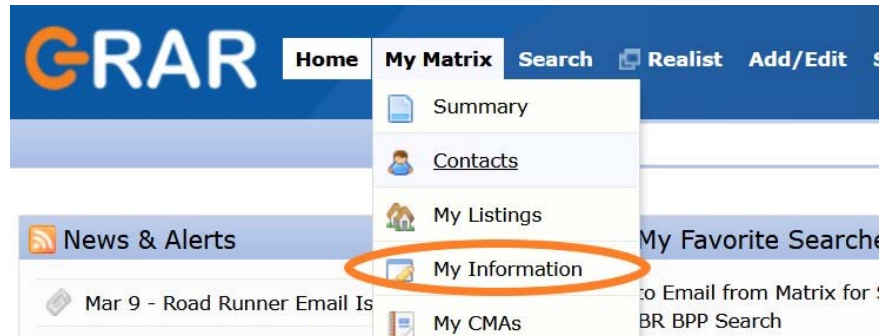 GRAR
Home My Matrix Search Realist Add/Edit S
Summary
Contacts
My Listings
News & Alerts
My Favorite Searche
My Information
Mar 9 - Road Runner Email Is
to Email from Matrix for S
BR BPP Search
My CMAs